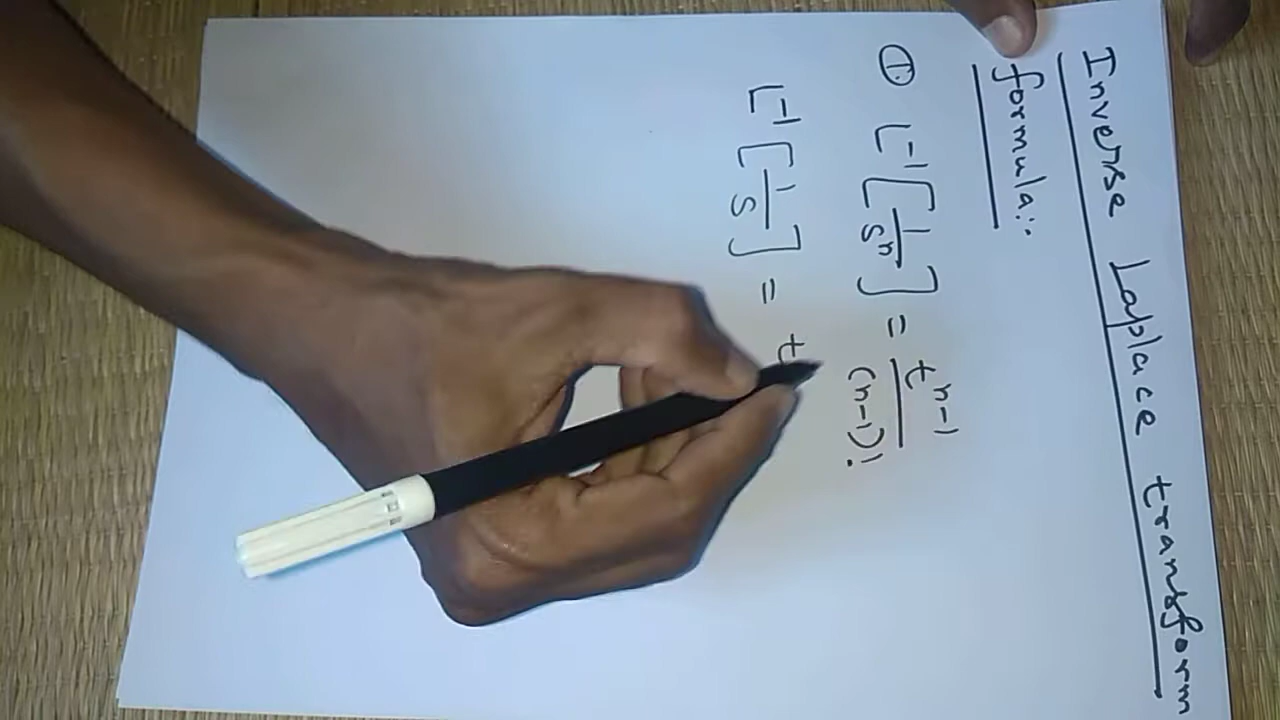 Inverse Laplace transform
formula:-
① L⁻¹[1/sⁿ] = tⁿ⁻¹/(n-1)!
L⁻¹[1/s] = t